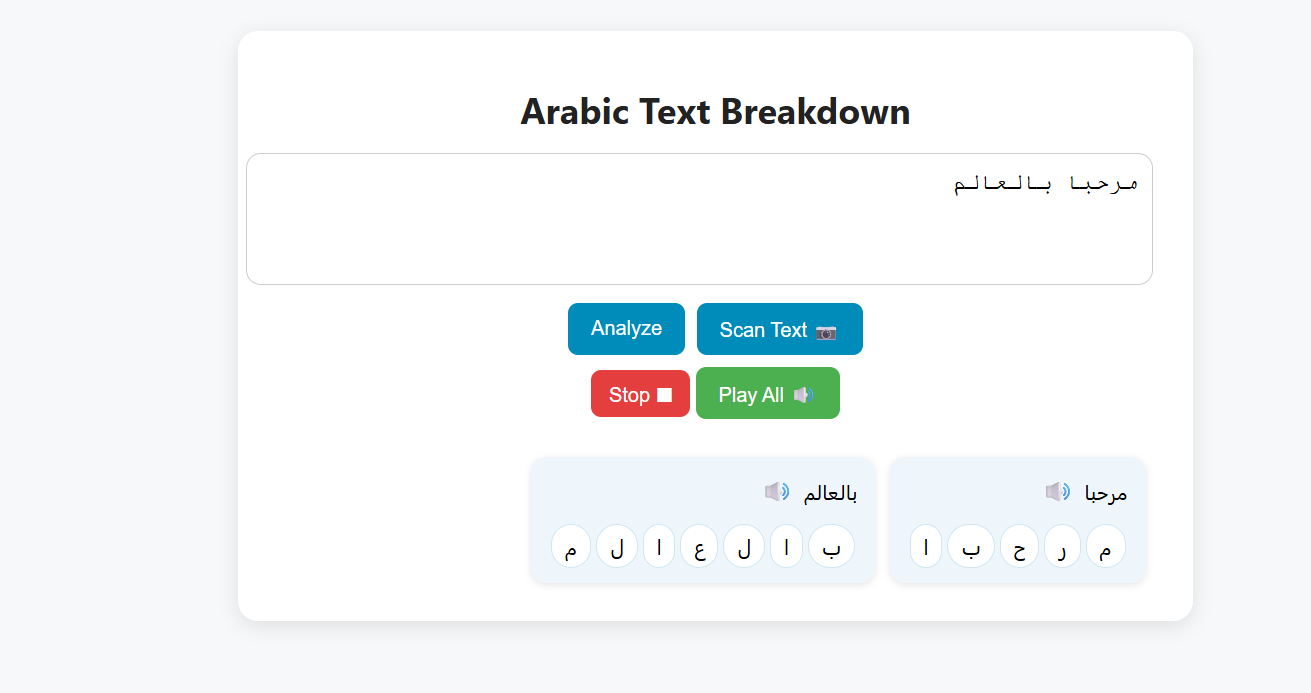 Arabic Text Breakdown
مرحبا بالعالم
Analyze
Scan Text 📷
Stop ⏹
Play All 🔊
مرحبا 🔊
م ر ح ب ا
بالعالم 🔊
ب ا ل ع ا ل م